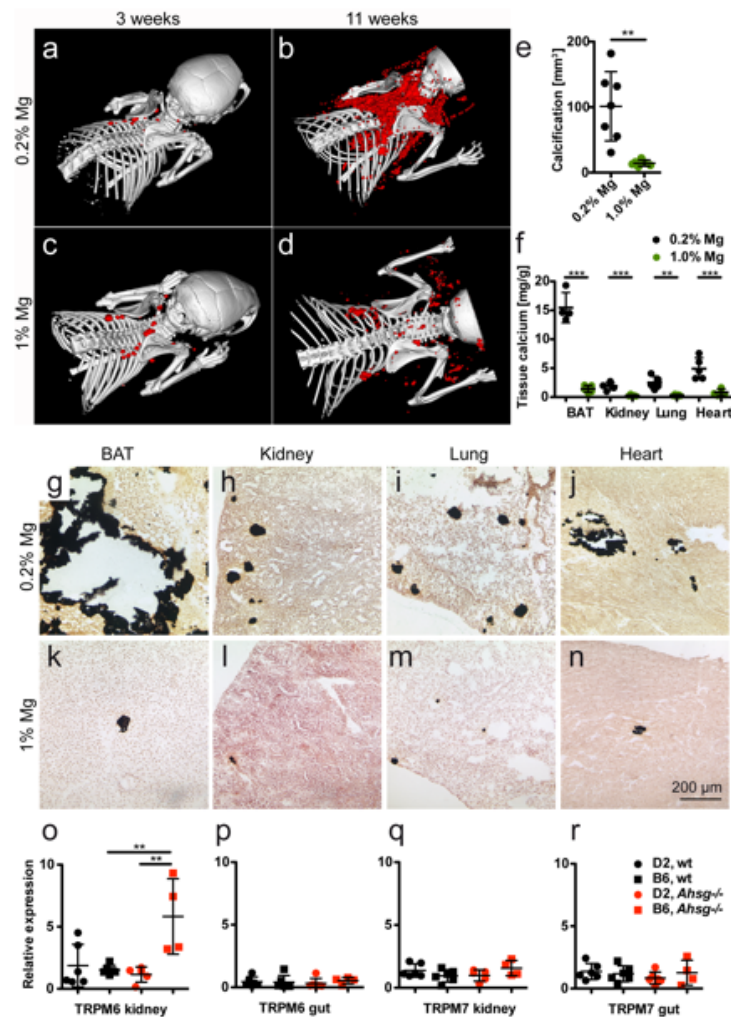 3 weeks
11 weeks
a
b
e
0.2% Mg
Calcification [mm³]
200
100
0
**
0.2% Mg
1.0% Mg
c
d
f
1% Mg
0.2% Mg
1.0% Mg
Tissue calcium [mg/g]
20
15
10
5
0
***
***
**
***
BAT
Kidney
Lung
Heart
BAT
Kidney
Lung
Heart
g
h
i
j
0.2% Mg
k
l
m
n
1% Mg
200 µm
o
p
q
r
Relative expression
10
5
0
**
**
10
5
0
10
5
0
10
5
0
D2, wt
B6, wt
D2, Ahsg-/-
B6, Ahsg-/-
TRPM6 kidney
TRPM6 gut
TRPM7 kidney
TRPM7 gut